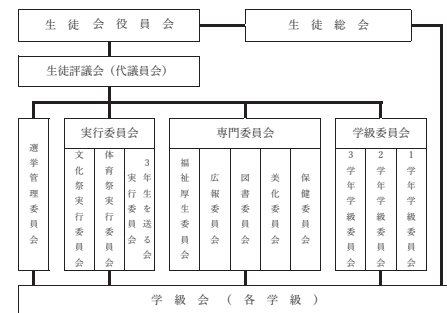 生徒会役員会
生徒総会
生徒評議会（代議員会）
選挙管理委員会
実行委員会
文化祭実行委員会
体育祭実行委員会
3年生を送る会
実行委員会
専門委員会
福祉厚生委員会
広報委員会
図書委員会
美化委員会
保健委員会
学級委員会
3学年学級委員会
2学年学級委員会
1学年学級委員会
学級会（各学級）